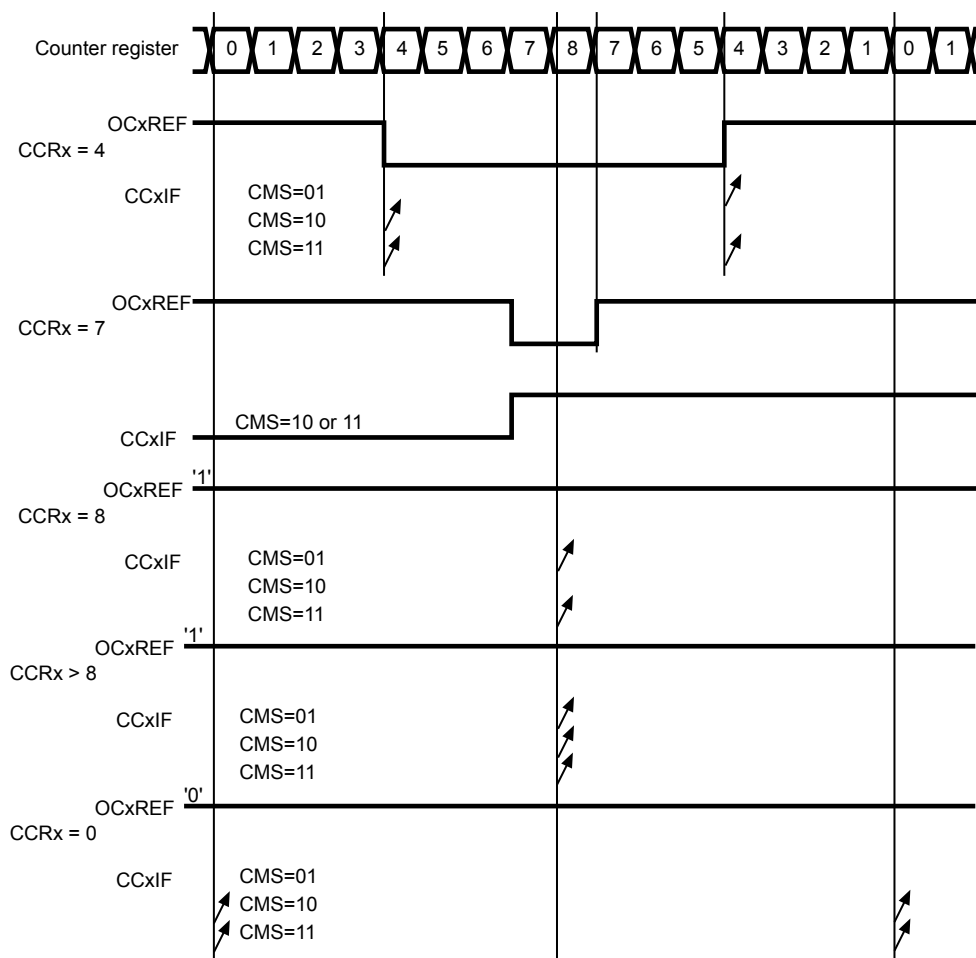 Counter register 0 1 2 3 4 5 6 7 8 7 6 5 4 3 2 1 0 1
OCxREF
CCRx = 4
CCxIF CMS=01
CMS=10
CMS=11
OCxREF
CCRx = 7
CMS=10 or 11
CCxIF
'1'
OCxREF
CCRx = 8
CCxIF CMS=01
CMS=10
CMS=11
'1'
OCxREF
CCRx > 8
CCxIF CMS=01
CMS=10
CMS=11
'0'
OCxREF
CCRx = 0
CCxIF CMS=01
CMS=10
CMS=11